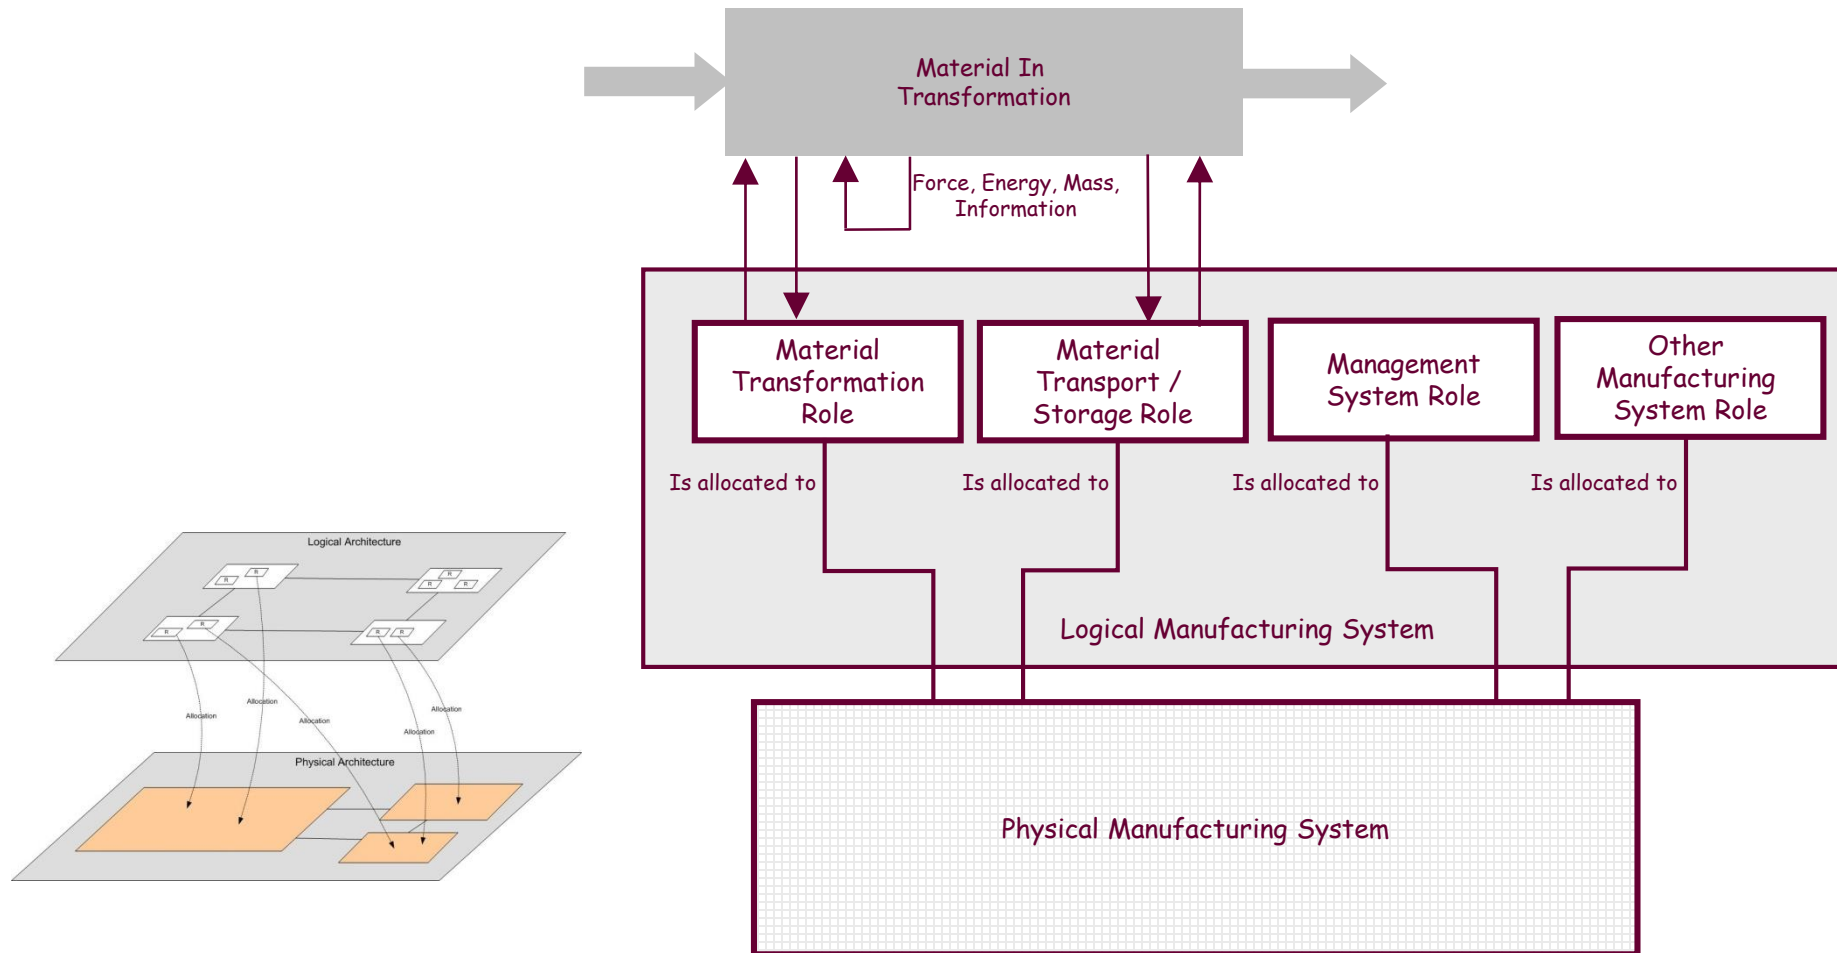 Material In
Transformation
Force, Energy, Mass,
Information
Material
Transformation
Role
Material
Transport /
Storage Role
Management
System Role
Other
Manufacturing
System Role
Is allocated to
Is allocated to
Is allocated to
Is allocated to
Logical Manufacturing System
Physical Manufacturing System
Logical Architecture
R
R
R
R
R
R
R
R
R
Allocation
Allocation
Allocation
Allocation
Physical Architecture